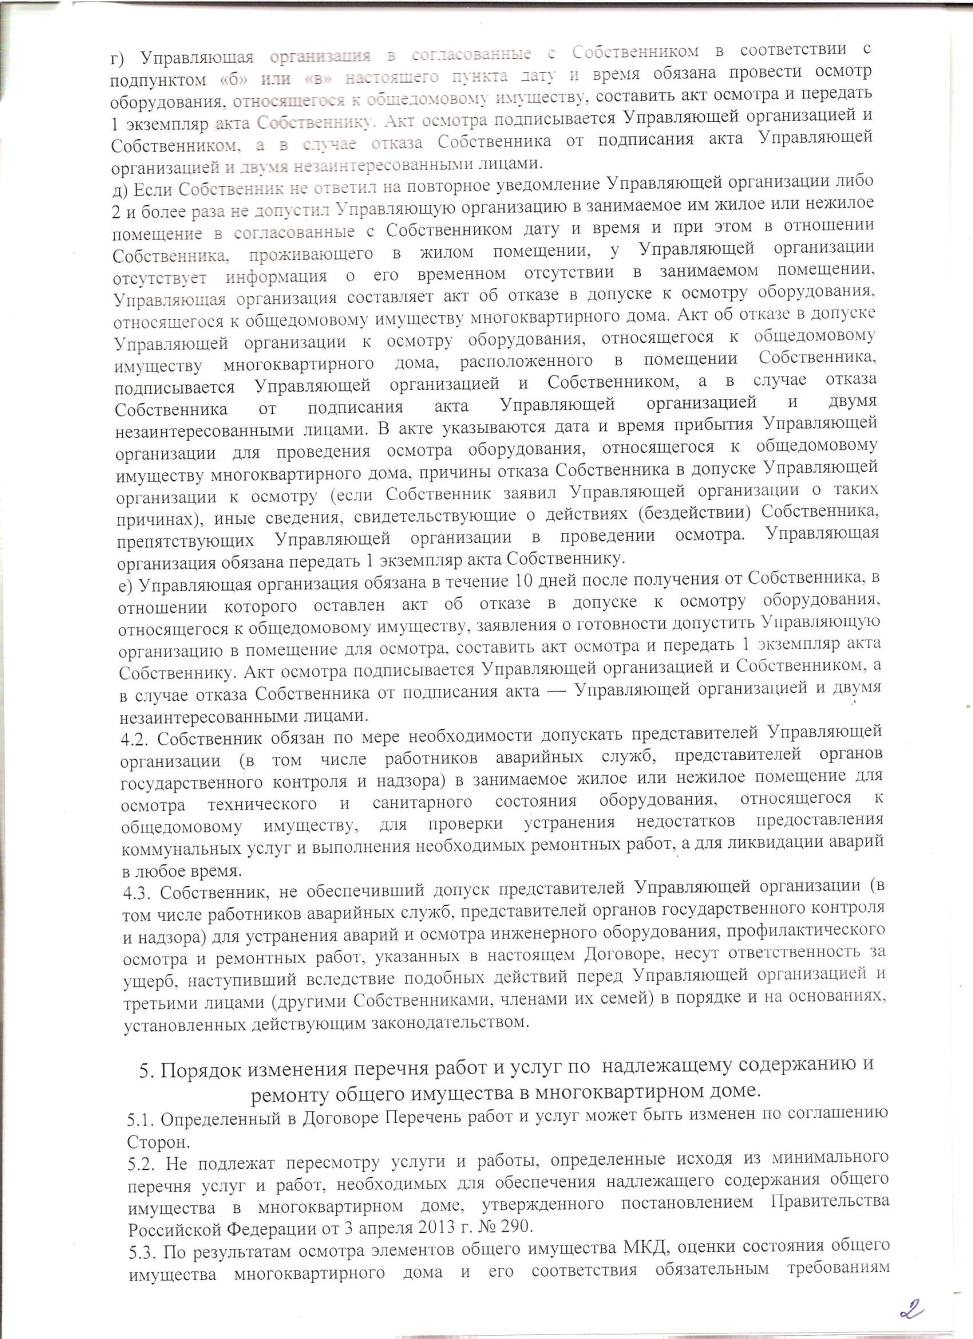 г) Управляющая организация в согласованные с Собственником в соответствии с
подпунктом «б» или «в» настоящего пункта дату и время обязана провести осмотр
оборудования, относящегося к общедомовому имуществу, составить акт осмотра и передать
1 экземпляр акта Собственнику. Акт осмотра подписывается Управляющей организацией и
Собственником, а в случае отказа Собственника от подписания акта Управляющей
организацией и двумя незаинтересованными лицами.
д) Если Собственник не ответил на повторное уведомление Управляющей организации либо
2 и более раза не допустил Управляющую организацию в занимаемое им жилое или нежилое
помещение в согласованные с Собственником дату и время и при этом в отношении
Собственника, проживающего в жилом помещении, у Управляющей организации
отсутствует информация о его временном отсутствии в занимаемом помещении,
Управляющая организация составляет акт об отказе в допуске к осмотру оборудования,
относящегося к общедомовому имуществу многоквартирного дома. Акт об отказе в допуске
Управляющей организации к осмотру оборудования, относящегося к общедомовому
имуществу многоквартирного дома, расположенного в помещении Собственника,
подписывается Управляющей организацией и Собственником, а в случае отказа
Собственника от подписания акта Управляющей организацией и двумя
незаинтересованными лицами. В акте указываются дата и время прибытия Управляющей
организации для проведения осмотра оборудования, относящегося к общедомовому
имуществу многоквартирного дома, причины отказа Собственника в допуске Управляющей
организации к осмотру (если Собственник заявил Управляющей организации о таких
причинах), иные сведения, свидетельствующие о действиях (бездействии) Собственника,
препятствующих Управляющей организации в проведении осмотра. Управляющая
организация обязана передать 1 экземпляр акта Собственнику.
е) Управляющая организация обязана в течение 10 дней после получения от Собственника, в
отношении которого оставлен акт об отказе в допуске к осмотру оборудования,
относящегося к общедомовому имуществу, заявления о готовности допустить Управляющую
организацию в помещение для осмотра, составить акт осмотра и передать 1 экземпляр акта
Собственнику. Акт осмотра подписывается Управляющей организацией и Собственником, а
в случае отказа Собственника от подписания акта — Управляющей организацией и двумя
незаинтересованными лицами.
4.2. Собственник обязан по мере необходимости допускать представителей Управляющей
организации (в том числе работников аварийных служб, представителей органов
государственного контроля и надзора) в занимаемое жилое или нежилое помещение для
осмотра технического и санитарного состояния оборудования, относящегося к
общедомовому имуществу, для проверки устранения недостатков предоставления
коммунальных услуг и выполнения необходимых ремонтных работ, а для ликвидации аварий
в любое время.
4.3. Собственник, не обеспечивший допуск представителей Управляющей организации (в
том числе работников аварийных служб, представителей органов государственного контроля
и надзора) для устранения аварий и осмотра инженерного оборудования, профилактического
осмотра и ремонтных работ, указанных в настоящем Договоре, несут ответственность за
ущерб, наступивший вследствие подобных действий перед Управляющей организацией и
третьими лицами (другими Собственниками, членами их семей) в порядке и на основаниях,
установленных действующим законодательством.
5. Порядок изменения перечня работ и услуг по надлежащему содержанию и
ремонту общего имущества в многоквартирном доме.
5.1. Определенный в Договоре Перечень работ и услуг может быть изменен по соглашению
Сторон.
5.2. Не подлежат пересмотру услуги и работы, определенные исходя из минимального
перечня услуг и работ, необходимых для обеспечения надлежащего содержания общего
имущества в многоквартирном доме, утвержденного постановлением Правительства
Российской Федерации от 3 апреля 2013 г. № 290.
5.3. По результатам осмотра элементов общего имущества МКД, оценки состояния общего
имущества многоквартирного дома и его соответствия обязательным требованиям
2